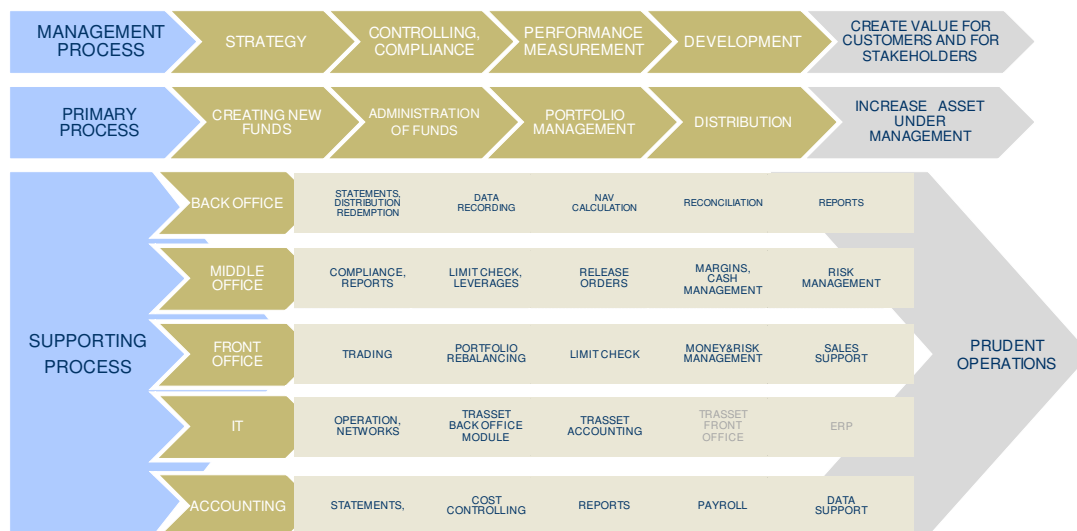 MANAGEMENT
PROCESS
STRATEGY
CONTROLLING,
COMPLIANCE
PERFORMANCE
MEASUREMENT
DEVELOPMENT
CREATE VALUE FOR
CUSTOMERS AND FOR
STAKEHOLDERS
PRIMARY
PROCESS
CREATING NEW
FUNDS
ADMINISTRATION
OF FUNDS
PORTFOLIO
MANAGEMENT
DISTRIBUTION
INCREASE ASSET
UNDER
MANAGEMENT
SUPPORTING
PROCESS
BACK OFFICE
STATEMENTS,
DISTRIBUTION
REDEMPTION
DATA
RECORDING
NAV
CALCULATION
RECONCILIATION
REPORTS
MIDDLE
OFFICE
COMPLIANCE,
REPORTS
LIMIT CHECK,
LEVERAGES
RELEASE
ORDERS
MARGINS,
CASH
MANAGEMENT
RISK
MANAGEMENT
FRONT
OFFICE
TRADING
PORTFOLIO
REBALANCING
LIMIT CHECK
MONEY&RISK
MANAGEMENT
SALES
SUPPORT
IT
OPERATION,
NETWORKS
TRASSET
BACK OFFICE
MODULE
TRASSET
ACCOUNTING
TRASSET
FRONT
OFFICE
ERP
ACCOUNTING
STATEMENTS,
COST
CONTROLLING
REPORTS
PAYROLL
DATA
SUPPORT
PRUDENT
OPERATIONS